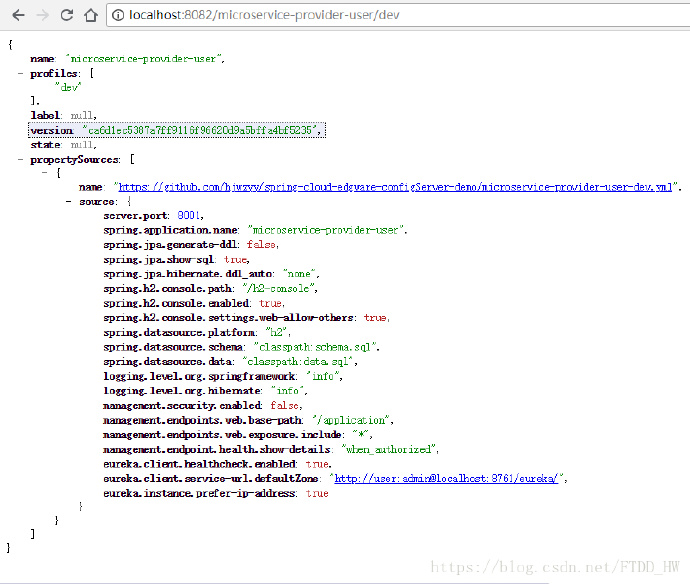 localhost:8082/microservice-provider-user/dev
{
name: "microservice-provider-user",
- profiles: [
"dev"
],
label: null,
version: "ca6d1ec5387a7ff9116f96620d9a5bffa4bf5235",
state: null,
- propertySources: [
- {
name: "https://github.com/hjwzyy/spring-cloud-edgware-configServer-demo/microservice-provider-user-dev.yml",
- source: {
server.port: 8001,
spring.application.name: "microservice-provider-user",
spring.jpa.generate-ddl: false,
spring.jpa.show-sql: true,
spring.jpa.hibernate.ddl_auto: "none",
spring.h2.console.path: "/h2-console",
spring.h2.console.enabled: true,
spring.h2.console.settings.web-allow-others: true,
spring.datasource.platform: "h2",
spring.datasource.schema: "classpath:schema.sql",
spring.datasource.data: "classpath:data.sql",
logging.level.org.springframework: "info",
logging.level.org.hibernate: "info",
management.security.enabled: false,
management.endpoints.web.base-path: "/application",
management.endpoints.web.exposure.include: "*",
management.endpoint.health.show-details: "when_authorized",
eureka.client.healthcheck.enabled: true,
eureka.client.service-url.defaultZone: "http://user:admin@localhost:8761/eureka/",
eureka.instance.prefer-ip-address: true
}
}
]
}
https://blog.csdn.net/FTDD_HW